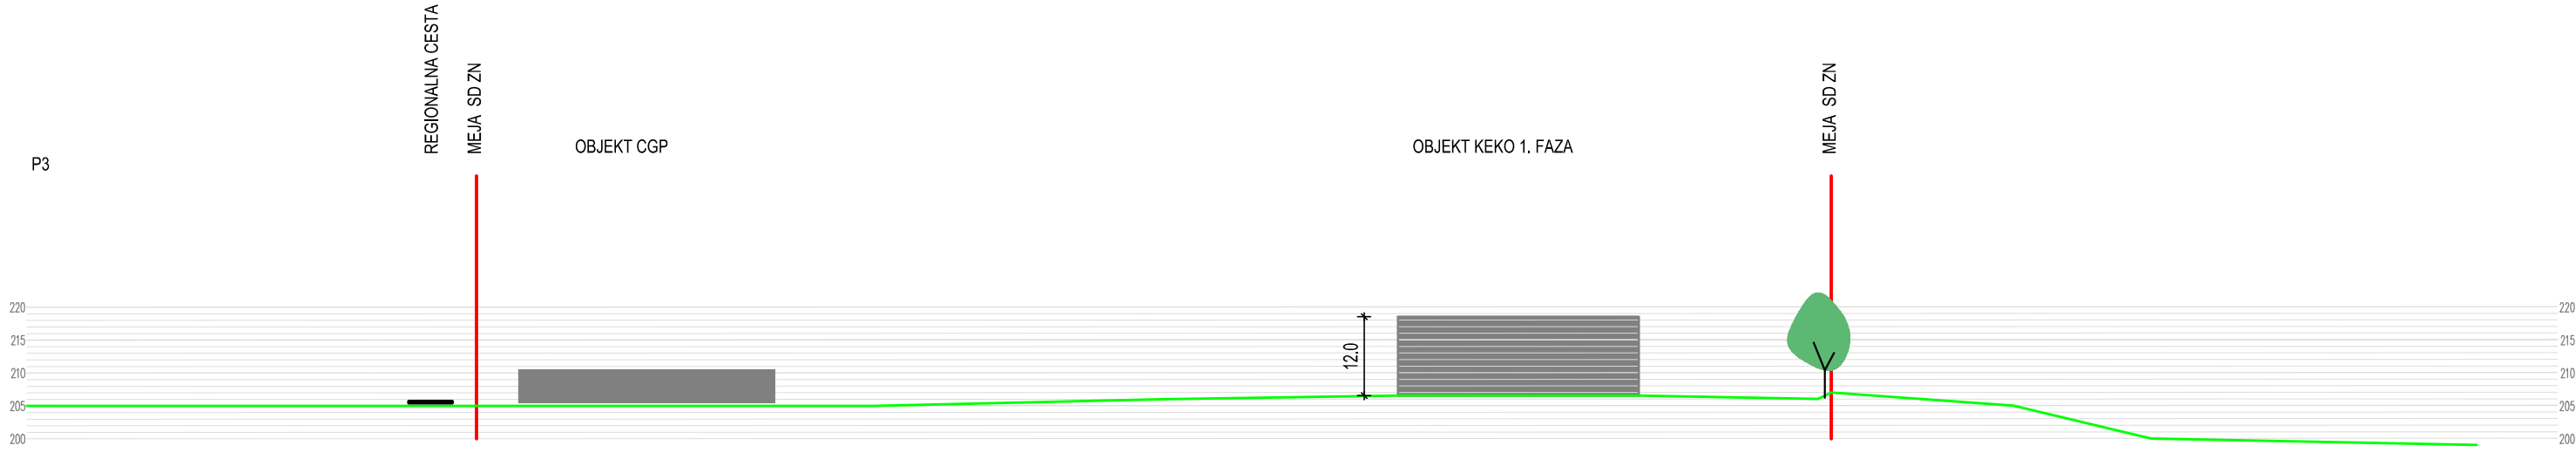 REGIONALNA CESTA
MEJA SD ZN
MEJA SD ZN
OBJEKT CGP
OBJEKT KEKO 1. FAZA
P3
220
220
12.0
215
215
210
210
205
205
200
200